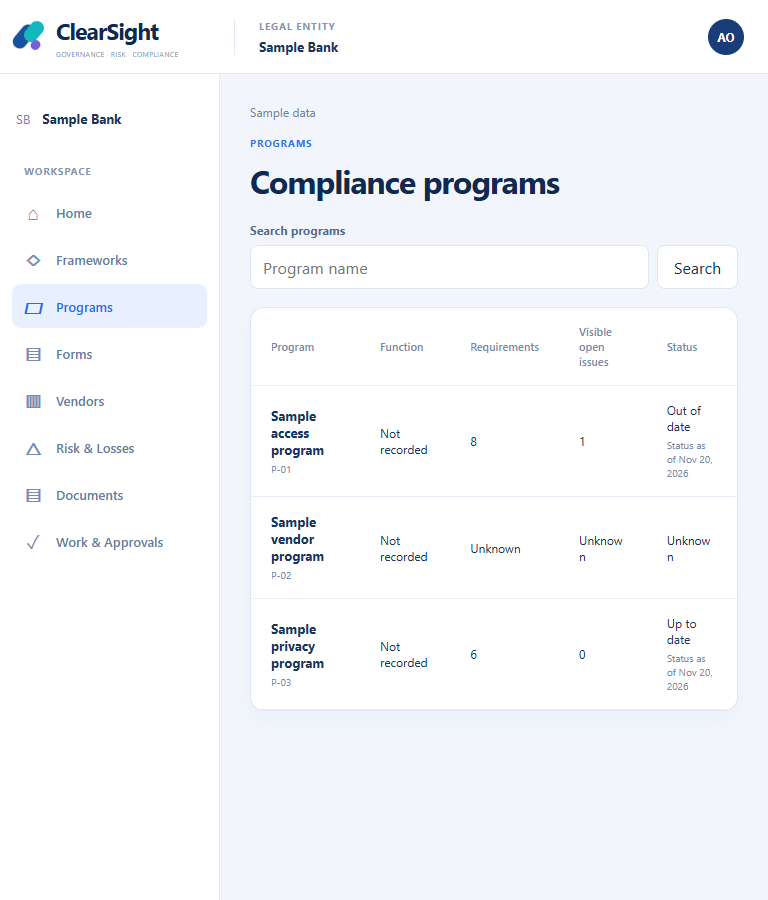 ClearSight
GOVERNANCE · RISK · COMPLIANCE
LEGAL ENTITY
Sample Bank
AO
SB Sample Bank
WORKSPACE
Home
Frameworks
Programs
Forms
Vendors
Risk & Losses
Documents
Work & Approvals
Sample data
PROGRAMS
Compliance programs
Search programs
Program name
Search
Program
Function
Requirements
Visible
open
issues
Status
Sample
access
program
P-01
Not
recorded
8
1
Out of
date
Status as
of Nov 20,
2026
Sample
vendor
program
P-02
Not
recorded
Unknown
Unknow
n
Unknow
n
Sample
privacy
program
P-03
Not
recorded
6
0
Up to
date
Status as
of Nov 20,
2026